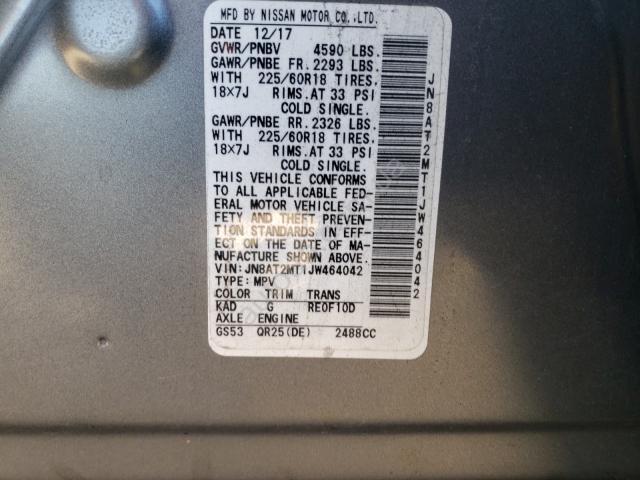 MFD BY NISSAN MOTOR CO.,LTD.
DATE 12/17
GVWR/PNBV 4590 LBS.
GAWR/PNBE FR. 2293 LBS.
WITH 225/60R18 TIRES.
18X7J RIMS. AT 33 PSI
COLD SINGLE.
GAWR/PNBE RR. 2326 LBS.
WITH 225/60R18 TIRES.
18X7J RIMS. AT 33 PSI
COLD SINGLE.
THIS VEHICLE CONFORMS
TO ALL APPLICABLE FED-
ERAL MOTOR VEHICLE SA-
FETY AND THEFT PREVEN-
TION STANDARDS IN EFF-
ECT ON THE DATE OF MA-
NUFACTURE SHOWN ABOVE.
VIN: JN8AT2MT1JW464042
TYPE: MPV
COLOR TRIM TRANS
KAD G RE0F10D
AXLE ENGINE
GS53 QR25(DE) 2488CC
JN8AT2MT1JW464042